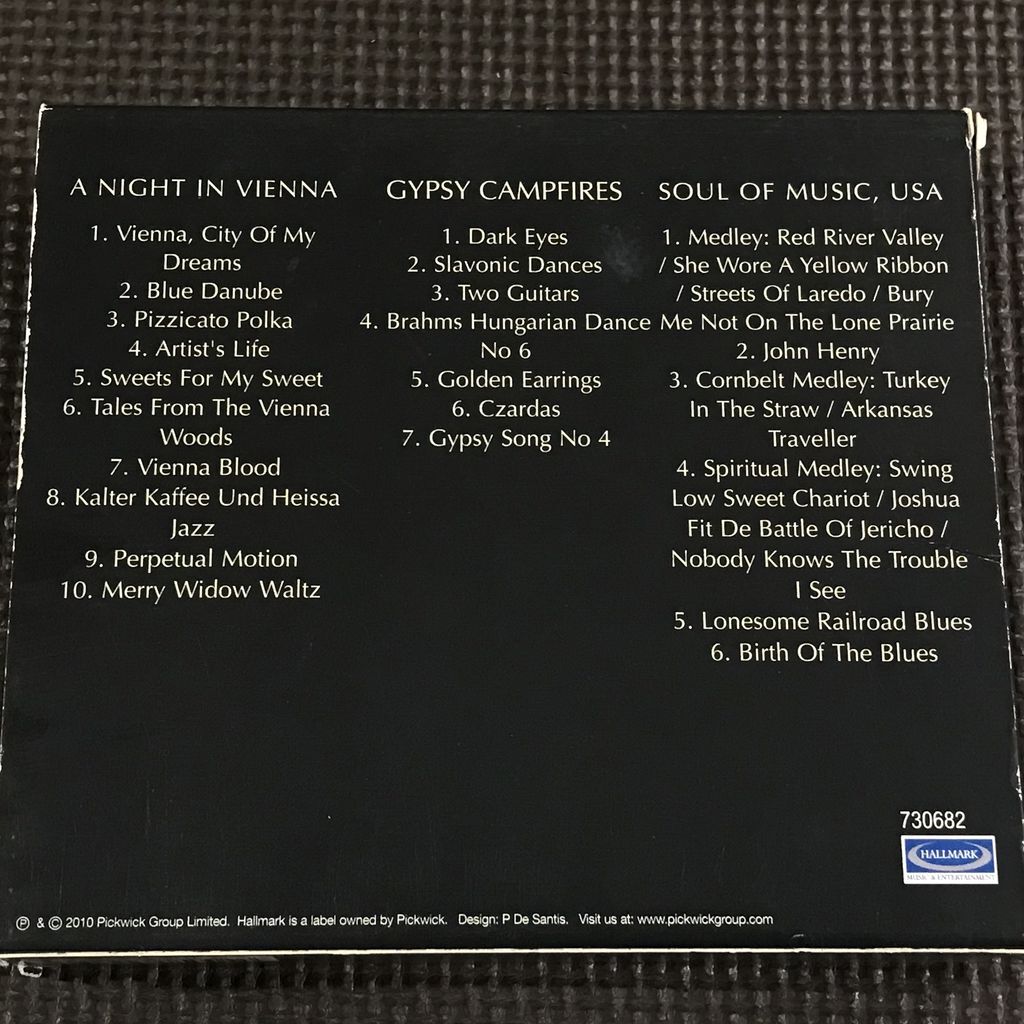 A NIGHT IN VIENNA
1. Vienna, City Of My
Dreams
2. Blue Danube
3. Pizzicato Polka
4. Artist's Life
5. Sweets For My Sweet
6. Tales From The Vienna
Woods
7. Vienna Blood
8. Kalter Kaffee Und Heissa
Jazz
9. Perpetual Motion
10. Merry Widow Waltz
GYPSY CAMPFIRES
1. Dark Eyes
2. Slavonic Dances
3. Two Guitars
4. Brahms Hungarian Dance
No 6
5. Golden Earrings
6. Czardas
7. Gypsy Song No 4
SOUL OF MUSIC, USA
1. Medley: Red River Valley
/ She Wore A Yellow Ribbon
/ Streets Of Laredo / Bury
Me Not On The Lone Prairie
2. John Henry
3. Cornbelt Medley: Turkey
In The Straw / Arkansas
Traveller
4. Spiritual Medley: Swing
Low Sweet Chariot / Joshua
Fit De Battle Of Jericho /
Nobody Knows The Trouble
I See
5. Lonesome Railroad Blues
6. Birth Of The Blues
730682
HALLMARK
MUSIC & ENTERTAINMENT
℗ & © 2010 Pickwick Group Limited. Hallmark is a label owned by Pickwick. Design: P De Santis. Visit us at: www.pickwickgroup.com